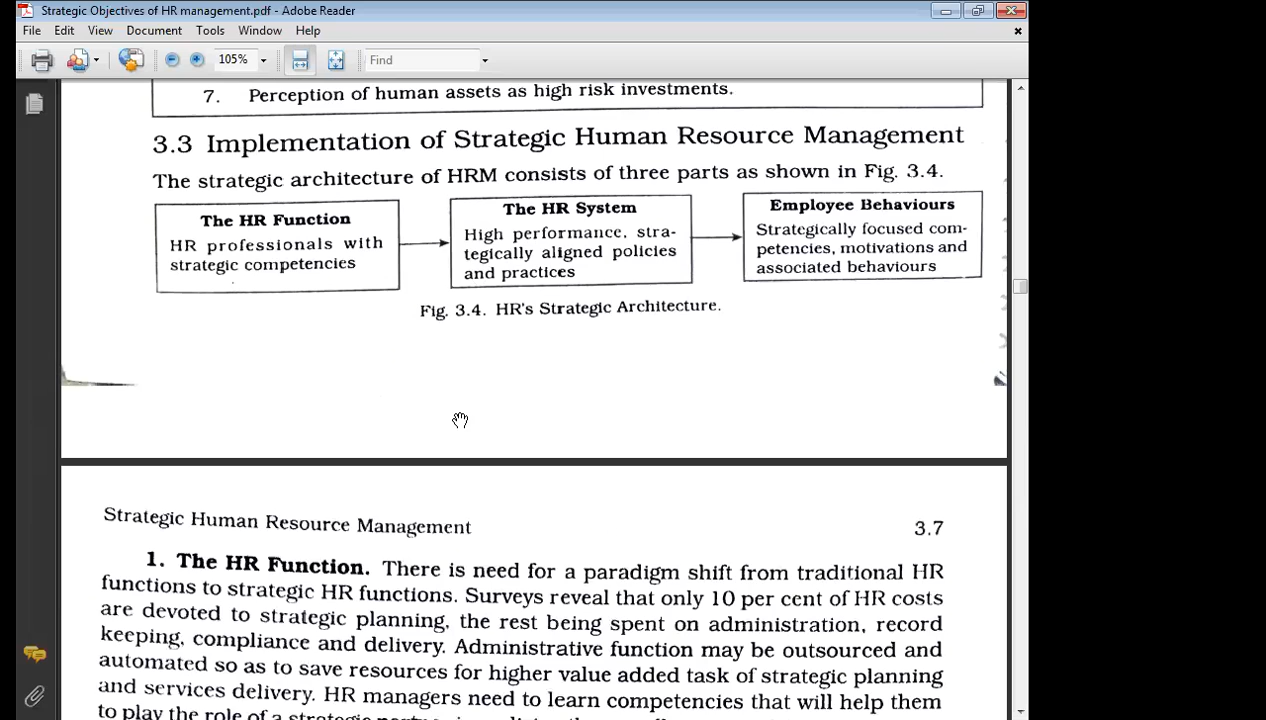 Strategic Objectives of HR management.pdf - Adobe Reader
File Edit View Document Tools Window Help
105% Find
7. Perception of human assets as high risk investments.
3.3 Implementation of Strategic Human Resource Management
The strategic architecture of HRM consists of three parts as shown in Fig. 3.4.
The HR Function
HR professionals with
strategic competencies
The HR System
High performance, stra-
tegically aligned policies
and practices
Employee Behaviours
Strategically focused com-
petencies, motivations and
associated behaviours
Fig. 3.4. HR's Strategic Architecture.
Strategic Human Resource Management 3.7
1. The HR Function. There is need for a paradigm shift from traditional HR
functions to strategic HR functions. Surveys reveal that only 10 per cent of HR costs
are devoted to strategic planning, the rest being spent on administration, record
keeping, compliance and delivery. Administrative function may be outsourced and
automated so as to save resources for higher value added task of strategic planning
and services delivery. HR managers need to learn competencies that will help them
to play the role of a strategic